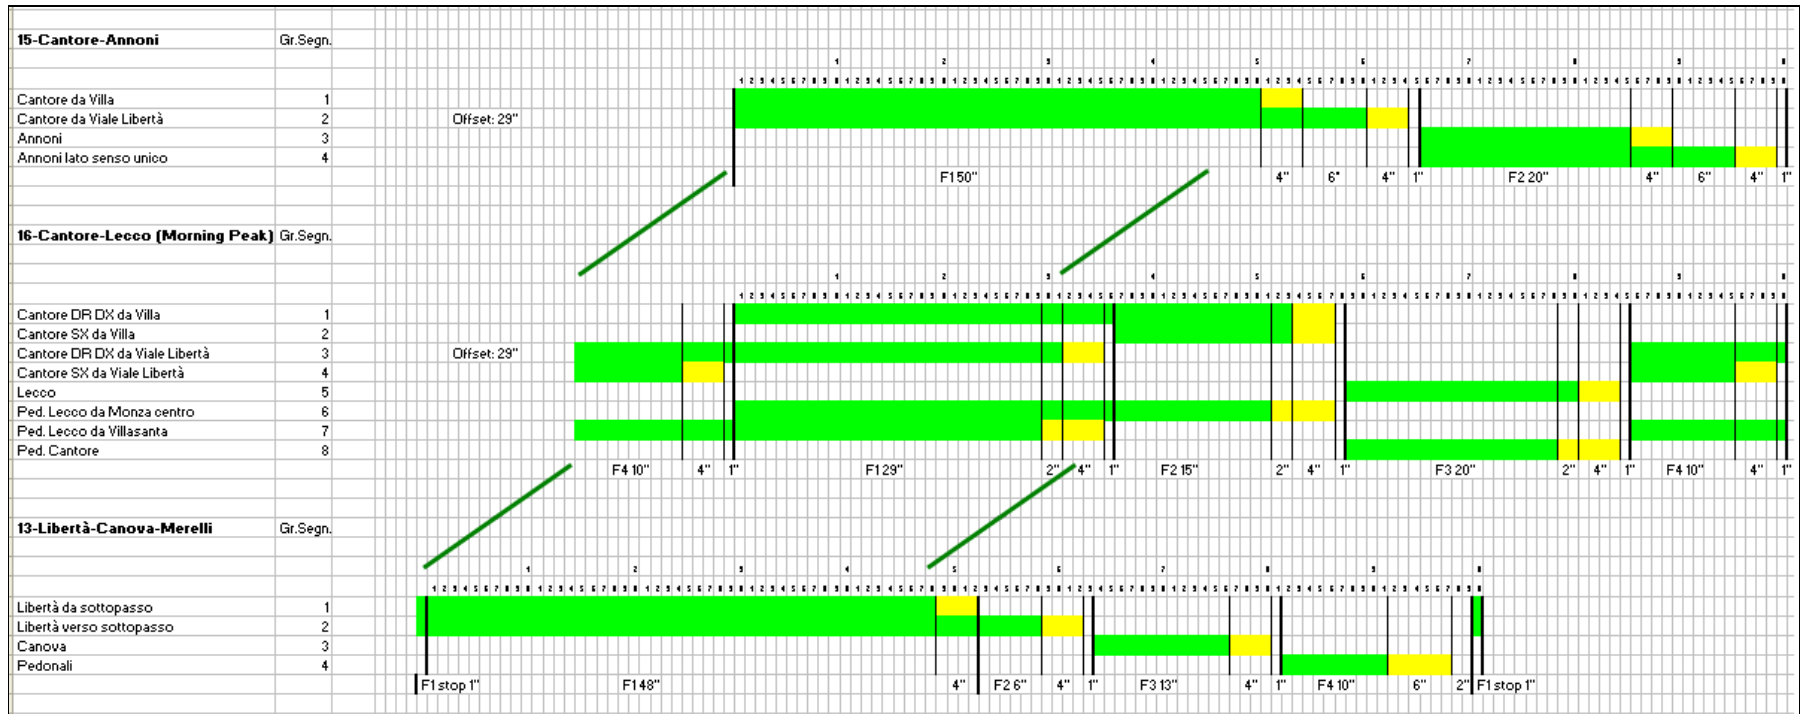 15-Cantore-Annoni Gr.Segn.
Cantore da Villa 1
Cantore da Viale Libertà 2 Offset: 29"
Annoni 3
Annoni lato senso unico 4
F1 50" 4" 6" 4" 1" F2 20" 4" 6" 4" 1"
16-Cantore-Lecco (Morning Peak) Gr.Segn.
Cantore DR DX da Villa 1
Cantore SX da Villa 2
Cantore DR DX da Viale Libertà 3 Offset: 29"
Cantore SX da Viale Libertà 4
Lecco 5
Ped. Lecco da Monza centro 6
Ped. Lecco da Villasanta 7
Ped. Cantore 8
F4 10" 4" 1" F1 29" 2" 4" 1" F2 15" 2" 4" 1" F3 20" 2" 4" 1" F4 10" 4" 1"
13-Libertà-Canova-Merelli Gr.Segn.
Libertà da sottopasso 1
Libertà verso sottopasso 2
Canova 3
Pedonali 4
F1 stop 1" F1 48" 4" F2 6" 4" 1" F3 13" 4" 1" F4 10" 6" 2" F1 stop 1"